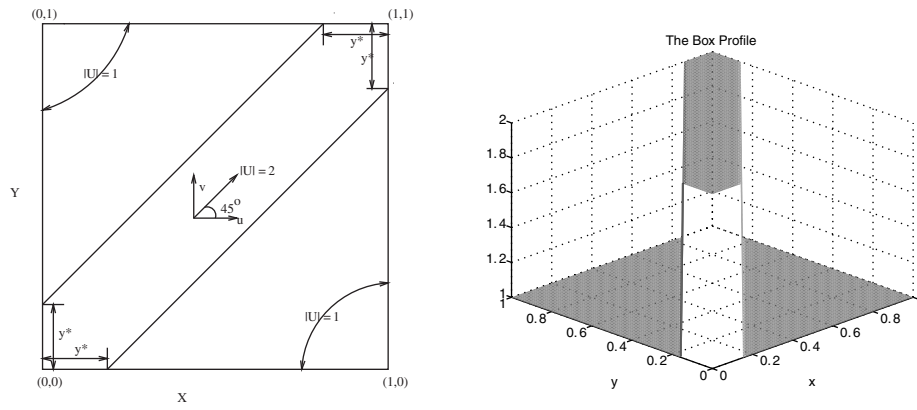 (0,1)
(1,1)
y*
y*
|U| = 1
|U| = 2
v
45°
u
Y
|U| = 1
y*
y*
(0,0)
(1,0)
X
The Box Profile
2
1.8
1.6
1.4
1.2
1
1
0.8
0.6
0.4
0.2
0
y
0
0.2
0.4
0.6
0.8
x